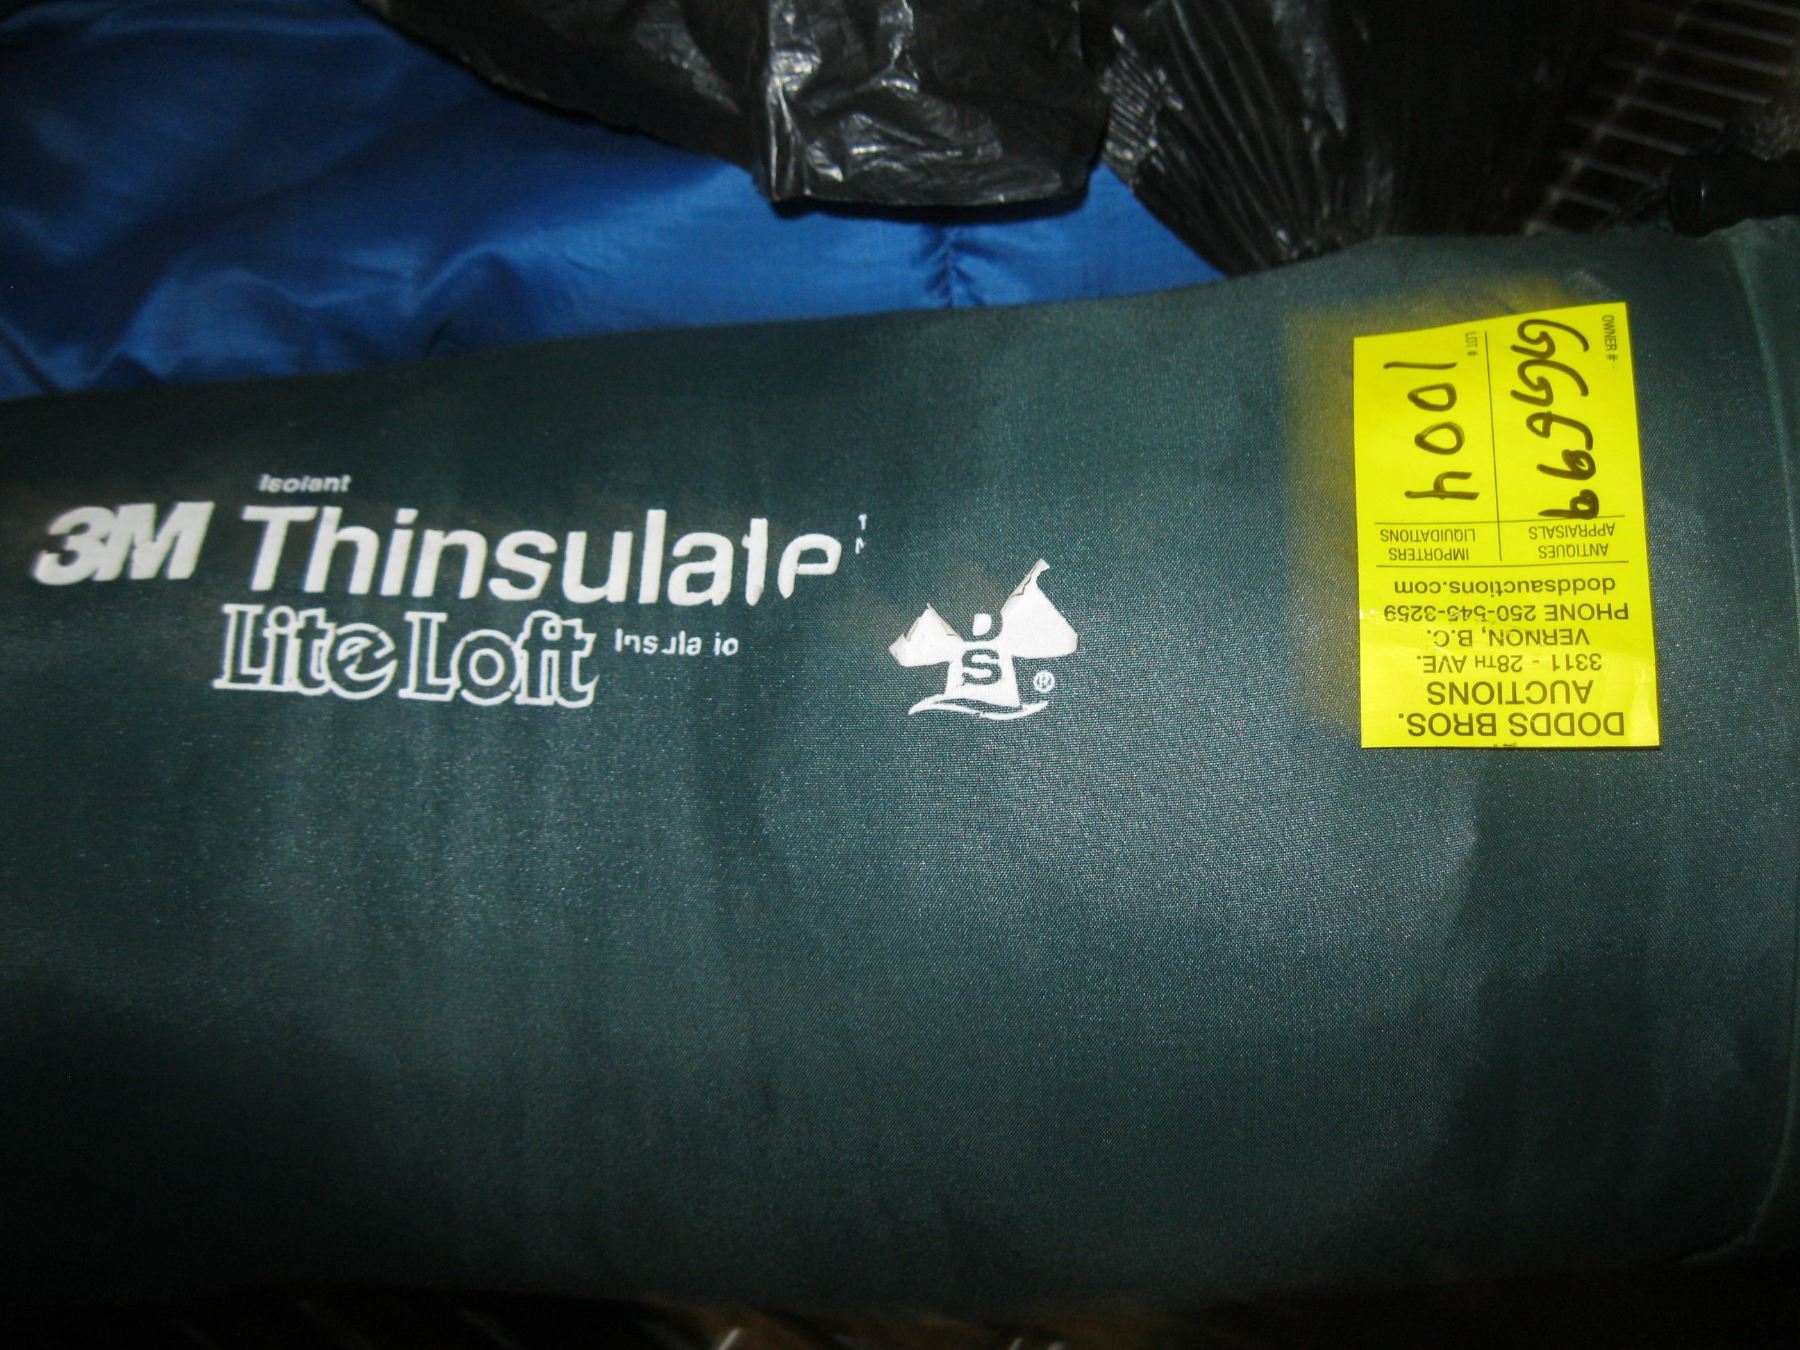 Isolant
3M Thinsulate
Lite Loft Insula io
S
®
DODDS BROS.
AUCTIONS
3311 - 28TH AVE.
VERNON, B.C.
PHONE 250-545-3259
doddsauctions.com
ANTIQUES
APPRAISALS
IMPORTERS
LIQUIDATIONS
OWNER #
LOT #
1004